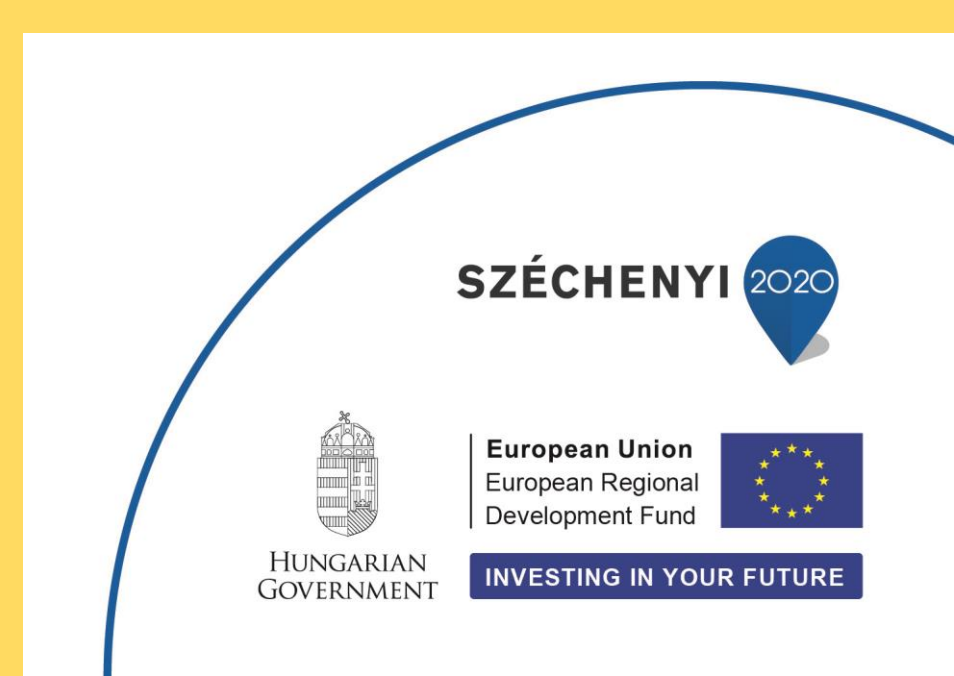 SZÉCHENYI 2020
European Union
European Regional
Development Fund
HUNGARIAN
GOVERNMENT
INVESTING IN YOUR FUTURE